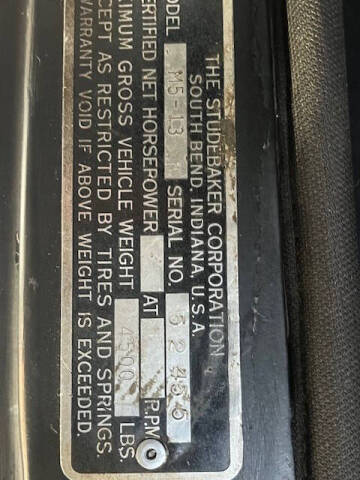 THE STUDEBAKER CORPORATION
SOUTH BEND, INDIANA, U.S.A.
MODEL M5-13 SERIAL NO. 52456
CERTIFIED NET HORSEPOWER AT R.P.M
MAXIMUM GROSS VEHICLE WEIGHT 4500 LBS.
EXCEPT AS RESTRICTED BY TIRES AND SPRINGS.
WARRANTY VOID IF ABOVE WEIGHT IS EXCEEDED.